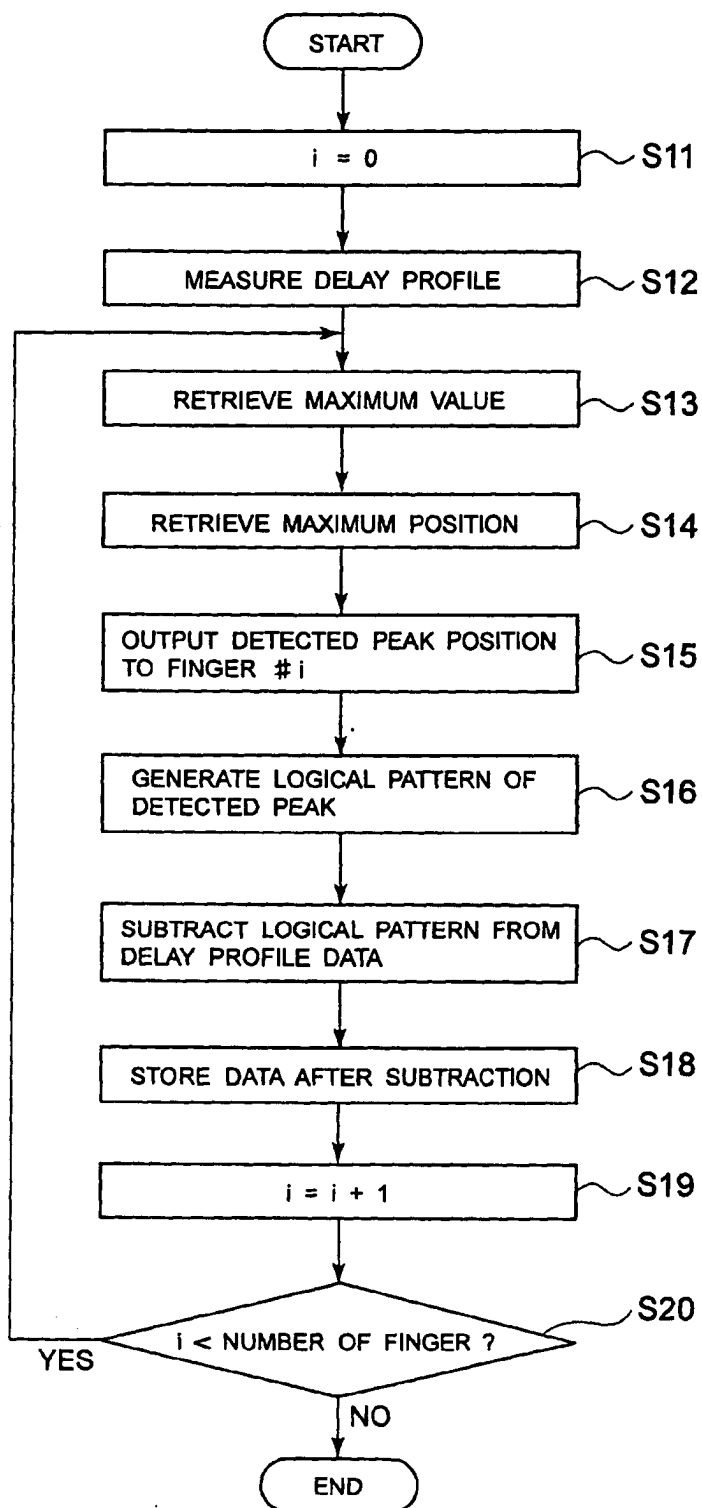 START
i = 0
S11
MEASURE DELAY PROFILE
S12
RETRIEVE MAXIMUM VALUE
S13
RETRIEVE MAXIMUM POSITION
S14
OUTPUT DETECTED PEAK POSITION
TO FINGER # i
S15
GENERATE LOGICAL PATTERN OF
DETECTED PEAK
S16
SUBTRACT LOGICAL PATTERN FROM
DELAY PROFILE DATA
S17
STORE DATA AFTER SUBTRACTION
S18
i = i + 1
S19
i < NUMBER OF FINGER ?
S20
YES
NO
END